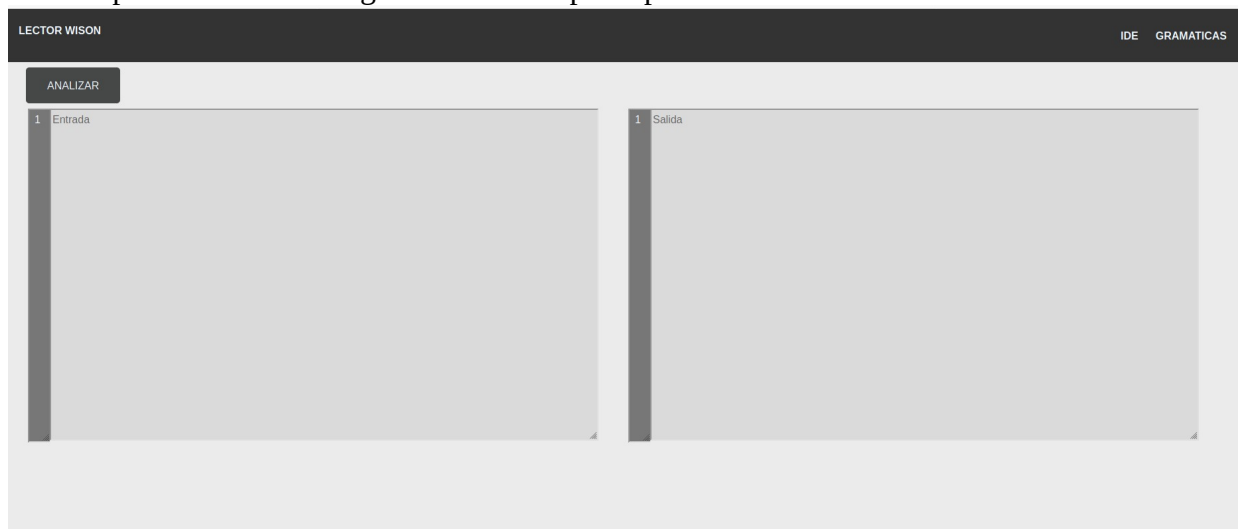 LECTOR WISON
IDE GRAMATICAS
ANALIZAR
1 Entrada
1 Salida